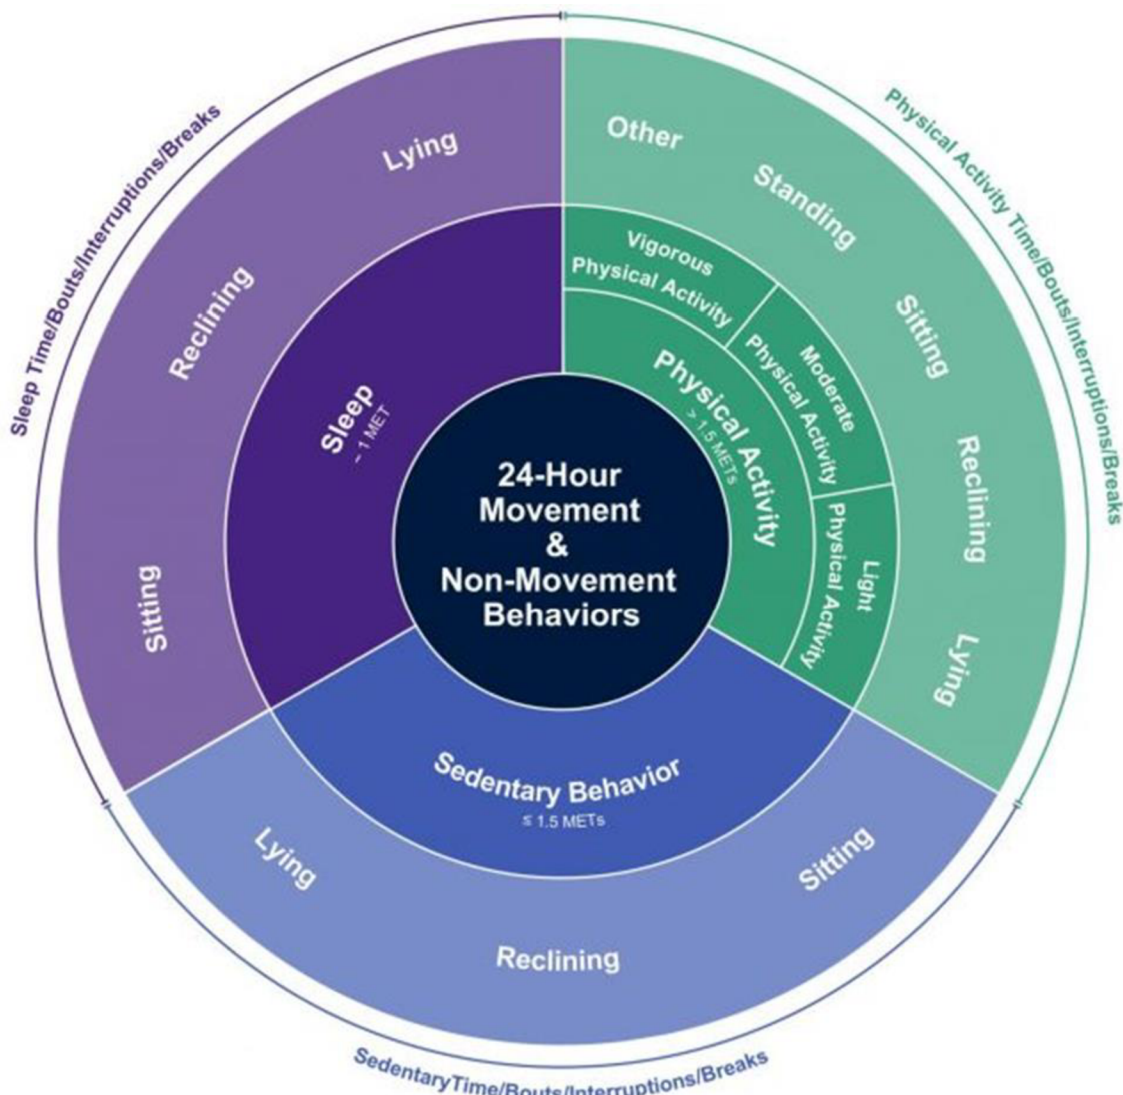 24-Hour
Movement
&
Non-Movement
Behaviors
Sleep
~ 1 MET
Lying
Reclining
Sitting
Sleep Time/Bouts/Interruptions/Breaks
Physical Activity
> 1.5 METs
Vigorous
Physical Activity
Moderate
Physical Activity
Light
Physical Activity
Other
Standing
Sitting
Reclining
Lying
Physical Activity Time/Bouts/Interruptions/Breaks
Sedentary Behavior
≤ 1.5 METs
Lying
Reclining
Sitting
SedentaryTime/Bouts/Interruptions/Breaks